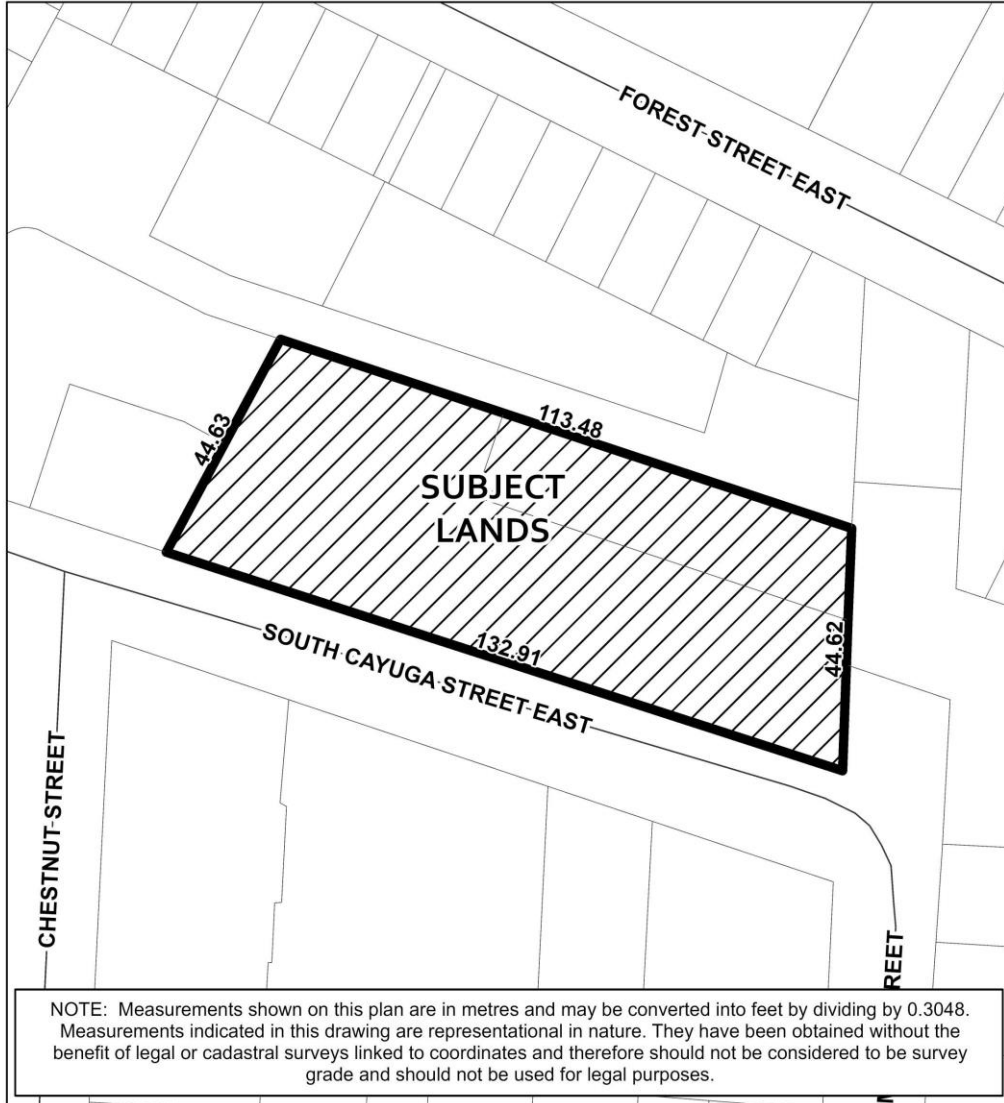 FOREST STREET EAST
113.48
44.63
SUBJECT
LANDS
44.62
132.91
SOUTH CAYUGA STREET EAST
CHESTNUT STREET
NOTE: Measurements shown on this plan are in metres and may be converted into feet by dividing by 0.3048.
Measurements indicated in this drawing are representational in nature. They have been obtained without the
benefit of legal or cadastral surveys linked to coordinates and therefore should not be considered to be survey
grade and should not be used for legal purposes.